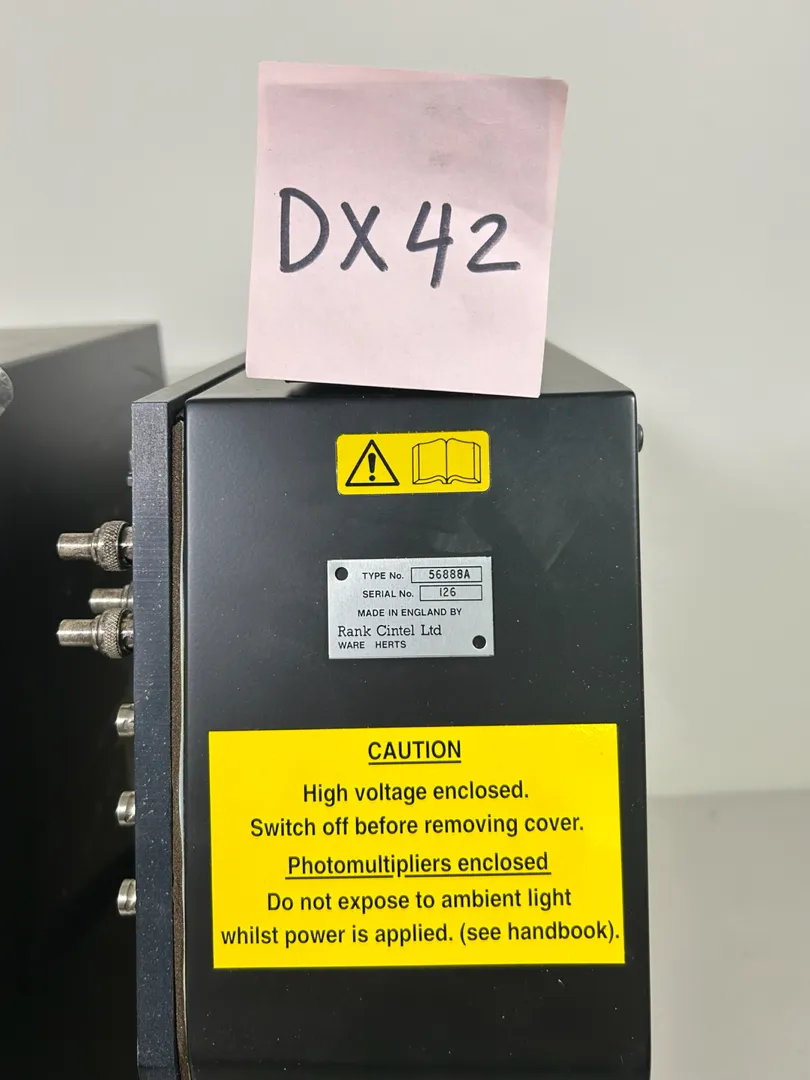 DX42
TYPE No. 56888A
SERIAL No. 126
MADE IN ENGLAND BY
Rank Cintel Ltd
WARE HERTS
CAUTION
High voltage enclosed.
Switch off before removing cover.
Photomultipliers enclosed
Do not expose to ambient light
whilst power is applied. (see handbook).